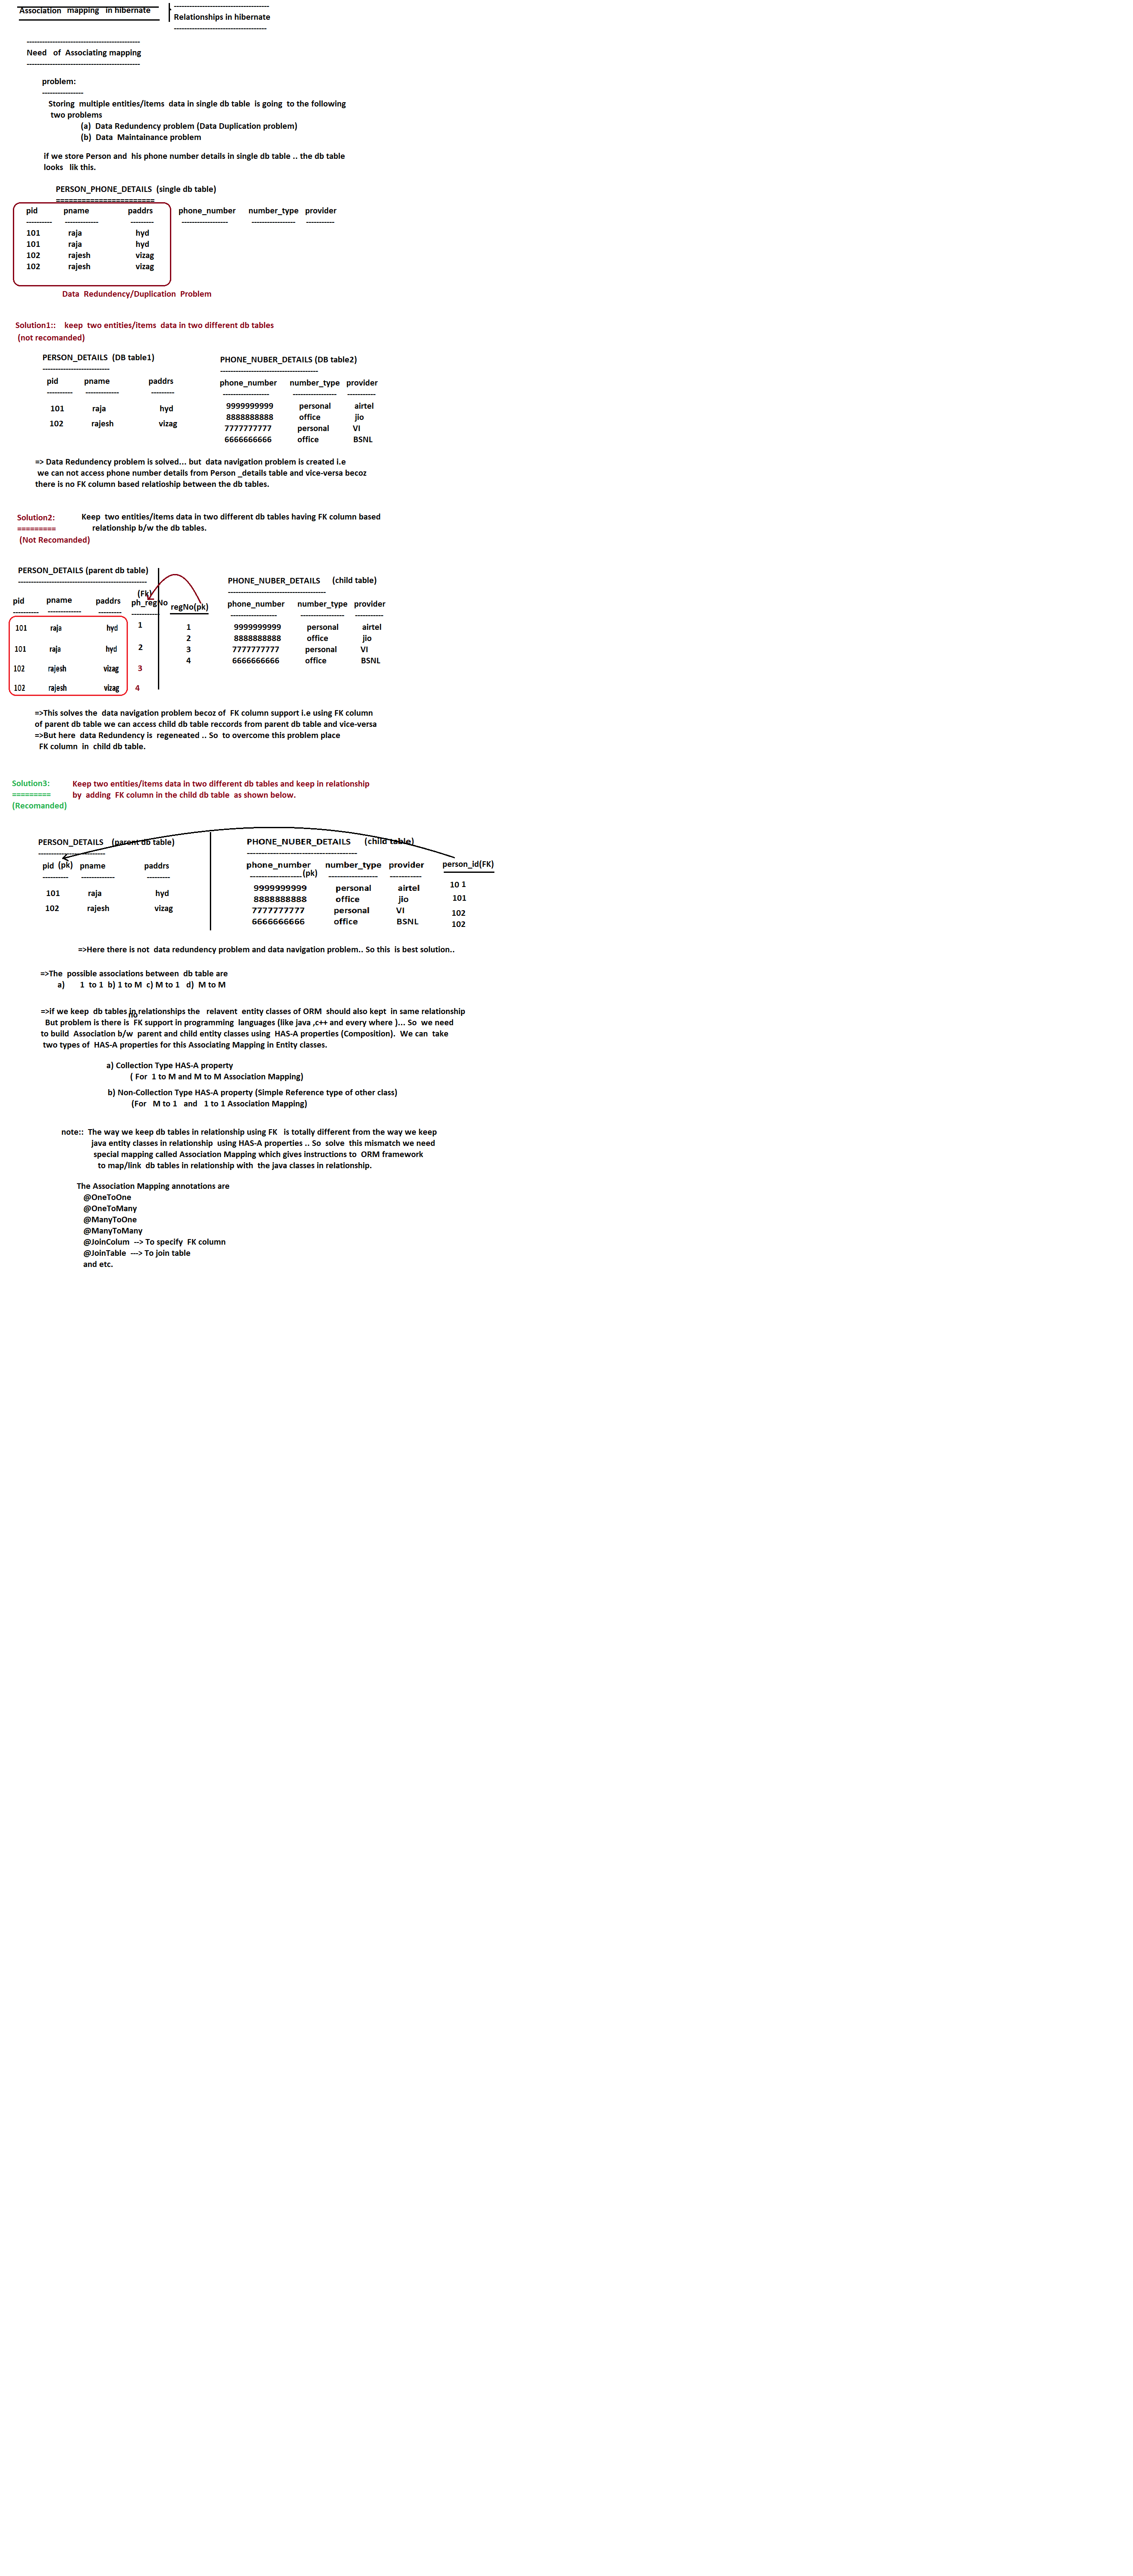 Association mapping in hibernate
------------------------------------
Relationships in hibernate
-----------------------------------
-------------------------------------------
Need of Associating mapping
-------------------------------------------
problem:
----------------
Storing multiple entities/items data in single db table is going to the following
two problems
(a) Data Redundency problem (Data Duplication problem)
(b) Data Maintainance problem
if we store Person and his phone number details in single db table .. the db table
looks lik this.
PERSON_PHONE_DETAILS (single db table)
=======================
pid pname paddrs phone_number number_type provider
---------- ------------- --------- ------------------ ----------------- -----------
101 raja hyd
101 raja hyd
102 rajesh vizag
102 rajesh vizag
Data Redundency/Duplication Problem
Solution1:: keep two entities/items data in two different db tables
(not recomanded)
PERSON_DETAILS (DB table1) PHONE_NUBER_DETAILS (DB table2)
-------------------------- --------------------------------------
pid pname paddrs phone_number number_type provider
---------- ------------- --------- ------------------ ----------------- -----------
101 raja hyd 9999999999 personal airtel
8888888888 office jio
102 rajesh vizag 7777777777 personal VI
6666666666 office BSNL
=> Data Redundency problem is solved... but data navigation problem is created i.e
we can not access phone number details from Person _details table and vice-versa becoz
there is no FK column based relatioship between the db tables.
Solution2: Keep two entities/items data in two different db tables having FK column based
========= relationship b/w the db tables.
(Not Recomanded)
PERSON_DETAILS (parent db table) PHONE_NUBER_DETAILS (child table)
-------------------------------------------------- --------------------------------------
(Fk)
pid pname paddrs ph_regNo regNo(pk) phone_number number_type provider
---------- ------------- --------- ----------- ------------------ ----------------- -----------
101 raja hyd 1 1 9999999999 personal airtel
2 8888888888 office jio
101 raja hyd 2 3 7777777777 personal VI
4 6666666666 office BSNL
102 rajesh vizag 3
102 rajesh vizag 4
=>This solves the data navigation problem becoz of FK column support i.e using FK column
of parent db table we can access child db table reccords from parent db table and vice-versa
=>But here data Redundency is regeneated .. So to overcome this problem place
FK column in child db table.
Solution3: Keep two entities/items data in two different db tables and keep in relationship
========= by adding FK column in the child db table as shown below.
(Recomanded)
PERSON_DETAILS (parent db table) PHONE_NUBER_DETAILS (child table)
-------------------------- --------------------------------------
pid (pk) pname paddrs phone_number number_type provider person_id(FK)
---------- ------------- --------- ------------------(pk) ----------------- -----------
101 raja hyd 9999999999 personal airtel 10 1
8888888888 office jio 101
102 rajesh vizag 7777777777 personal VI 102
6666666666 office BSNL 102
=>Here there is not data redundency problem and data navigation problem.. So this is best solution..
=>The possible associations between db table are
a) 1 to 1 b) 1 to M c) M to 1 d) M to M
=>if we keep db tables in relationships the relavent entity classes of ORM should also kept in same relationship
no
But problem is there is FK support in programming languages (like java ,c++ and every where )... So we need
to build Association b/w parent and child entity classes using HAS-A properties (Composition). We can take
two types of HAS-A properties for this Associating Mapping in Entity classes.
a) Collection Type HAS-A property
( For 1 to M and M to M Association Mapping)
b) Non-Collection Type HAS-A property (Simple Reference type of other class)
(For M to 1 and 1 to 1 Association Mapping)
note:: The way we keep db tables in relationship using FK is totally different from the way we keep
java entity classes in relationship using HAS-A properties .. So solve this mismatch we need
special mapping called Association Mapping which gives instructions to ORM framework
to map/link db tables in relationship with the java classes in relationship.
The Association Mapping annotations are
@OneToOne
@OneToMany
@ManyToOne
@ManyToMany
@JoinColum --> To specify FK column
@JoinTable ---> To join table
and etc.